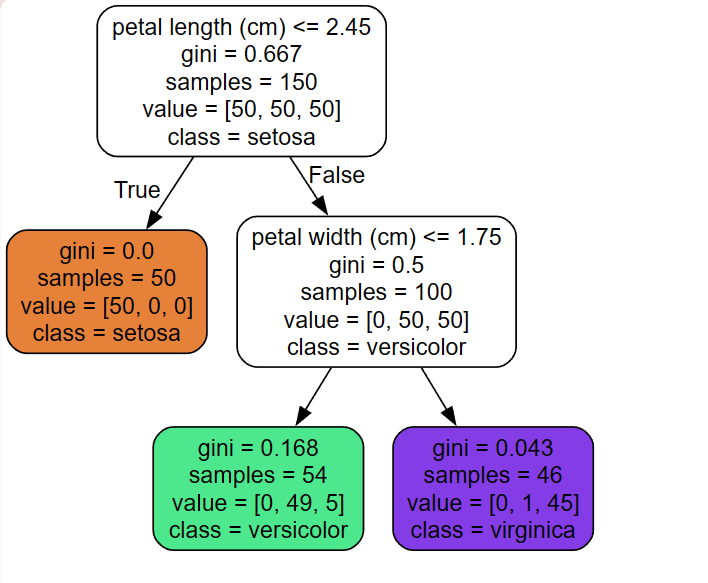 petal length (cm) <= 2.45
gini = 0.667
samples = 150
value = [50, 50, 50]
class = setosa
True
False
gini = 0.0
samples = 50
value = [50, 0, 0]
class = setosa
petal width (cm) <= 1.75
gini = 0.5
samples = 100
value = [0, 50, 50]
class = versicolor
gini = 0.168
samples = 54
value = [0, 49, 5]
class = versicolor
gini = 0.043
samples = 46
value = [0, 1, 45]
class = virginica